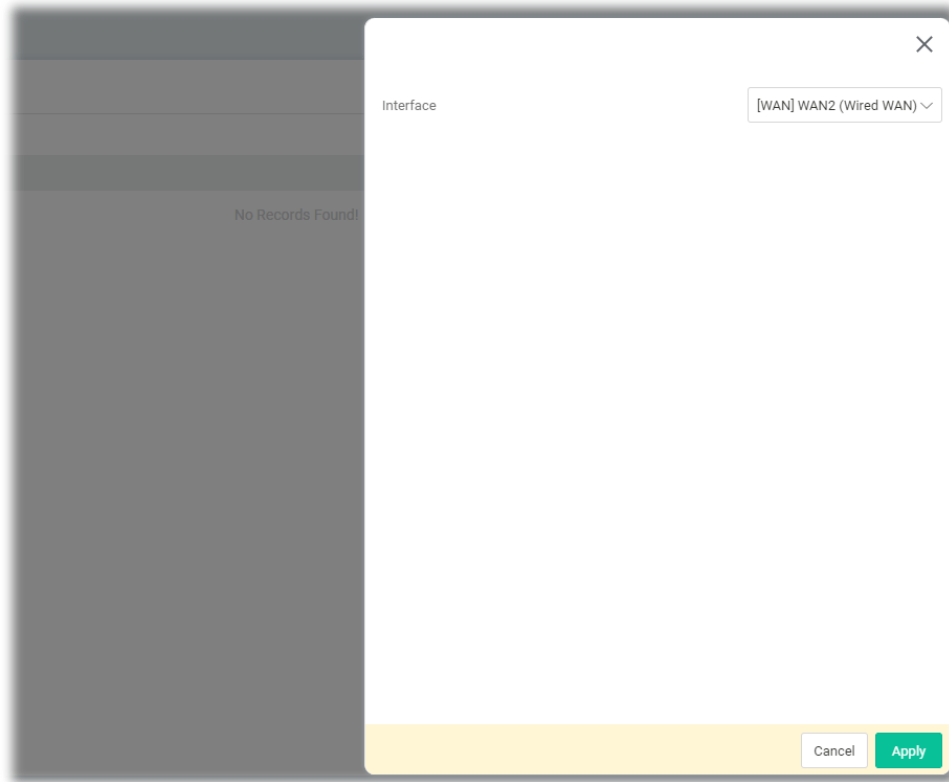 Interface
[WAN] WAN2 (Wired WAN)
No Records Found!
Cancel
Apply